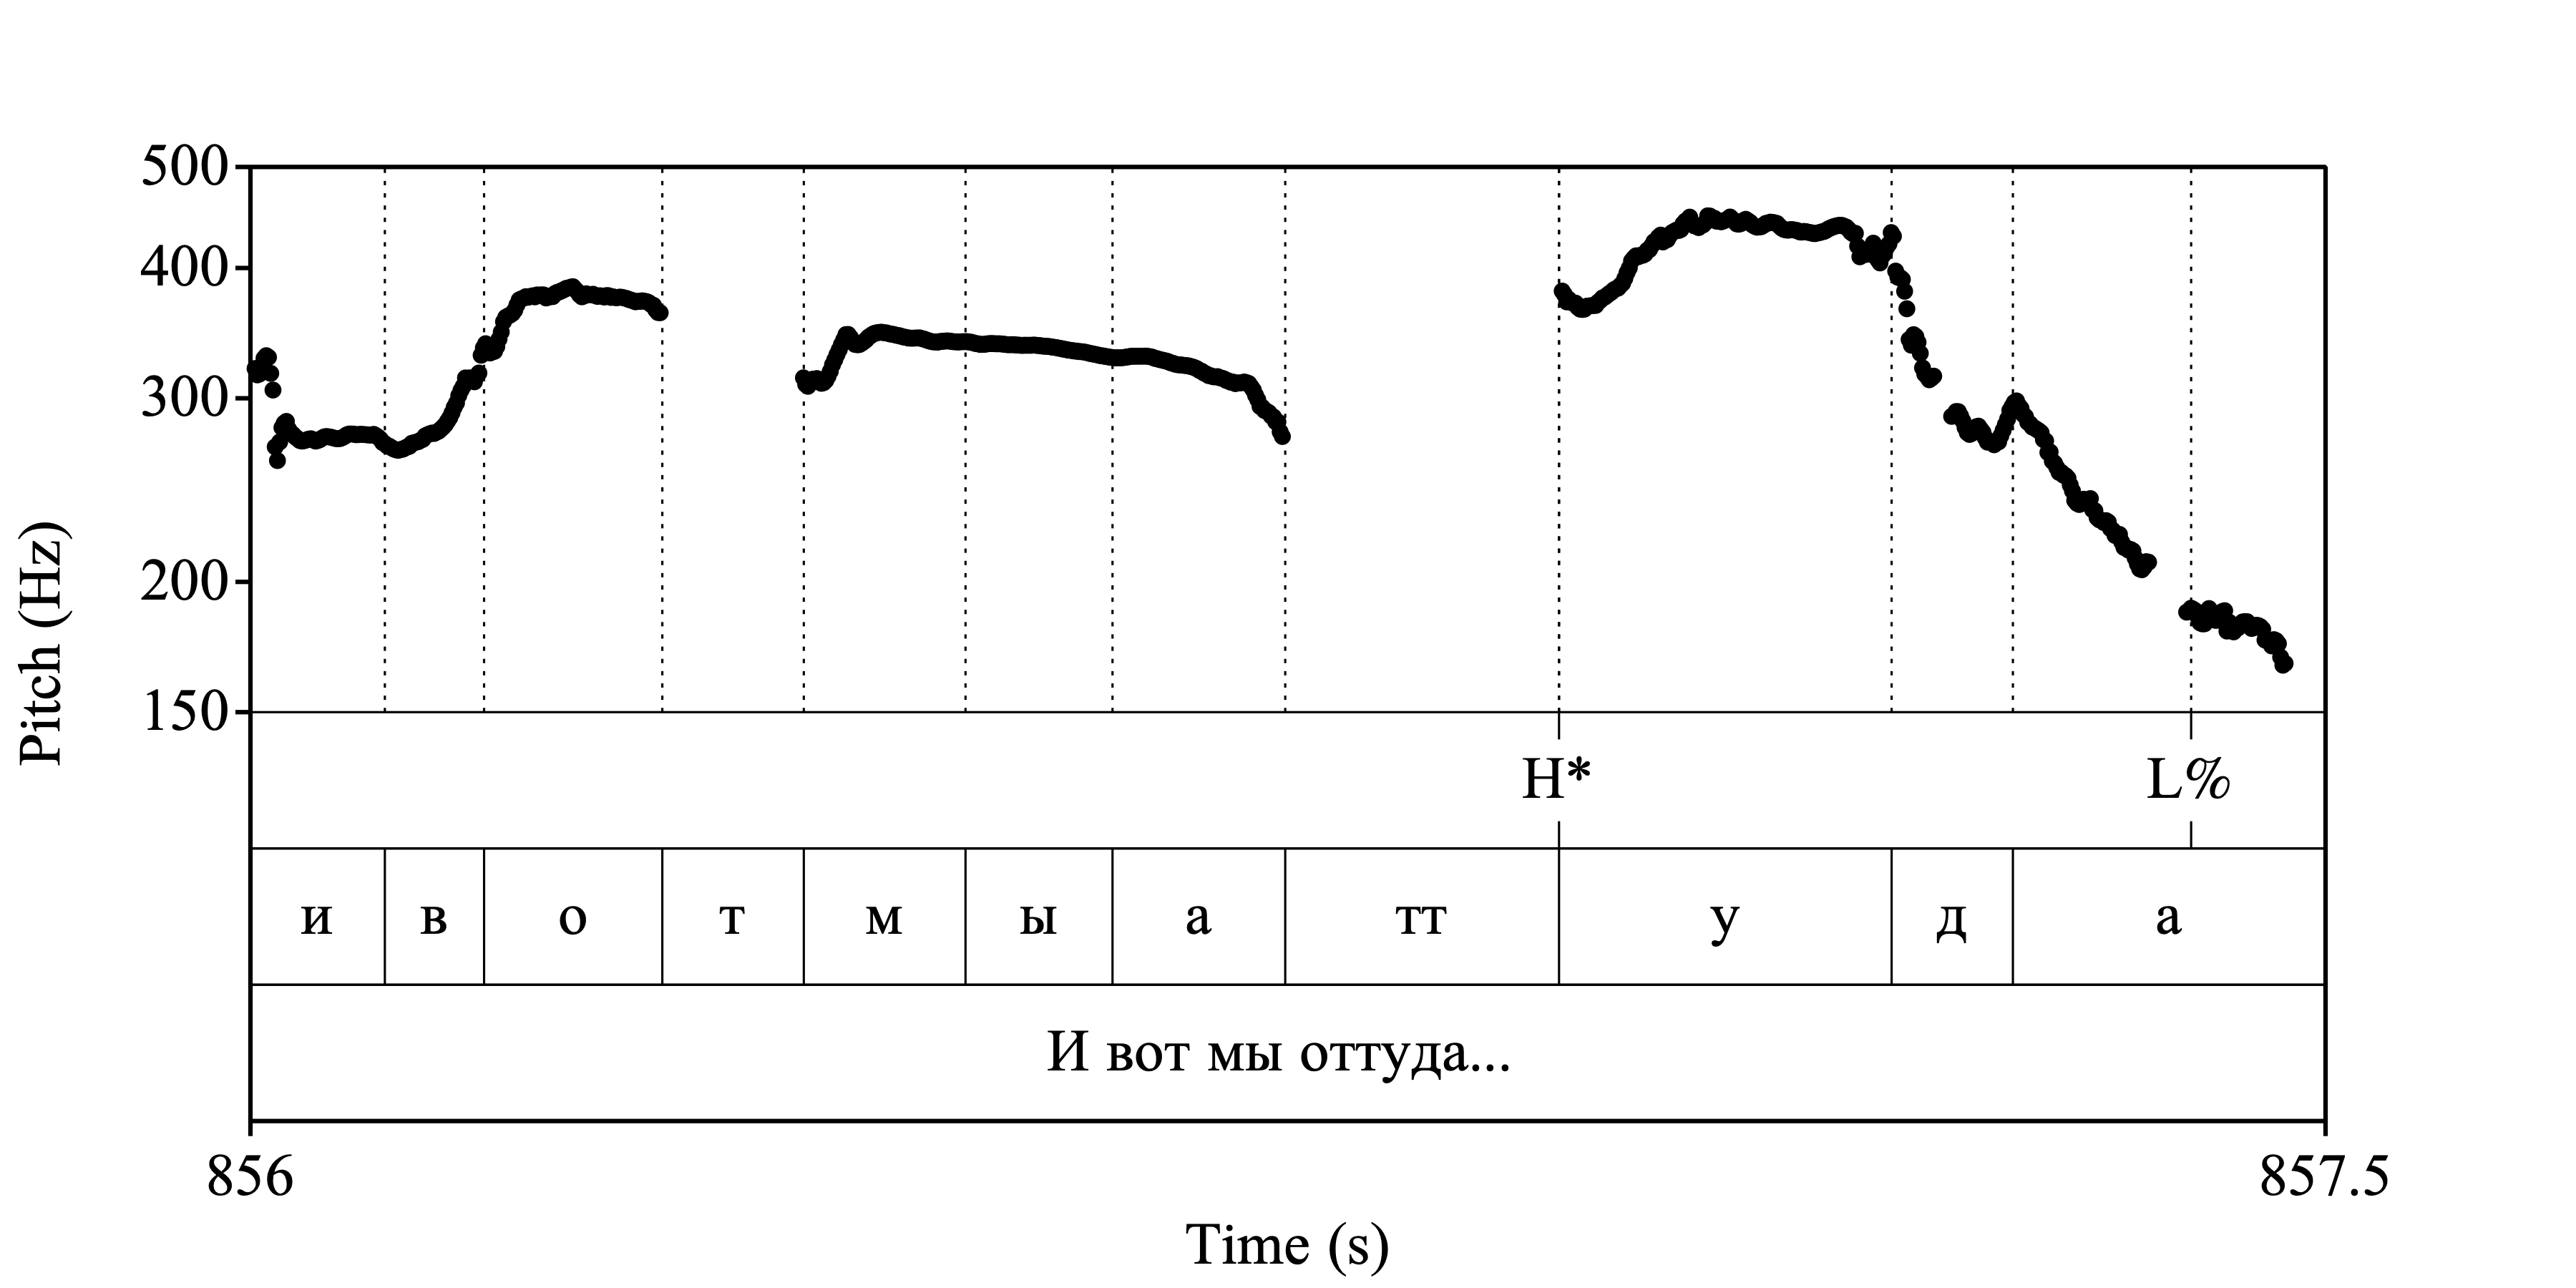 500
400
300
200
150
Pitch (Hz)
H* L%
и в о т м ы а тт у д а
И вот мы оттуда...
856 857.5
Time (s)